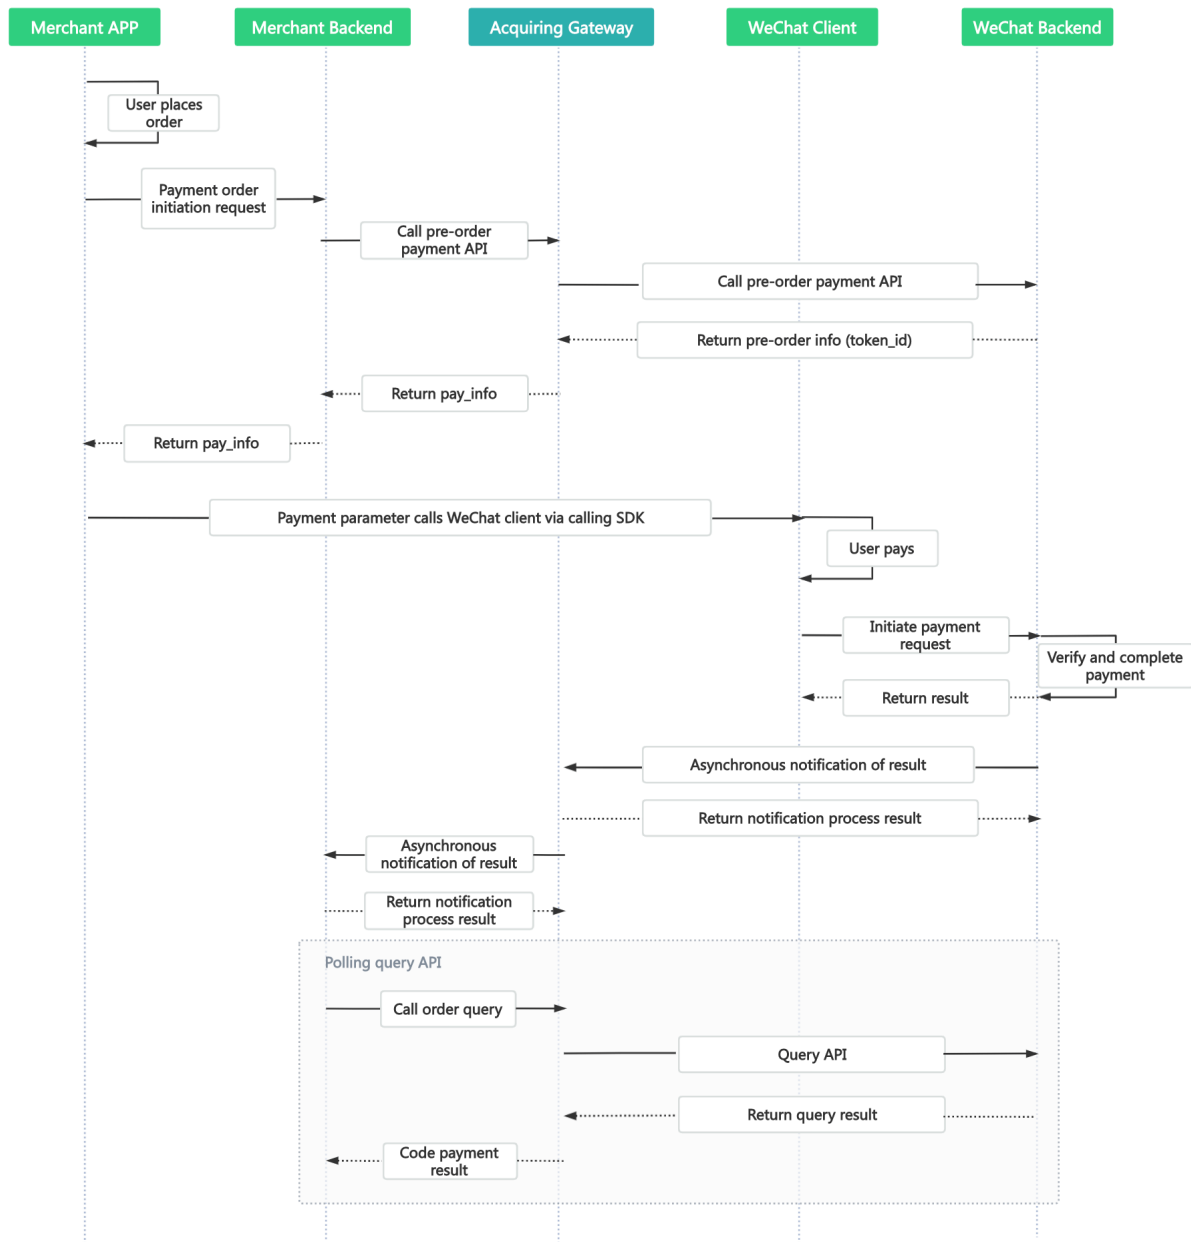 Merchant APP
Merchant Backend
Acquiring Gateway
WeChat Client
WeChat Backend
User places
order
Payment order
initiation request
Call pre-order
payment API
Call pre-order payment API
Return pre-order info (token_id)
Return pay_info
Return pay_info
Payment parameter calls WeChat client via calling SDK
User pays
Initiate payment
request
Verify and complete
payment
Return result
Asynchronous notification of result
Return notification process result
Asynchronous
notification of result
Return notification
process result
Polling query API
Call order query
Query API
Return query result
Code payment
result